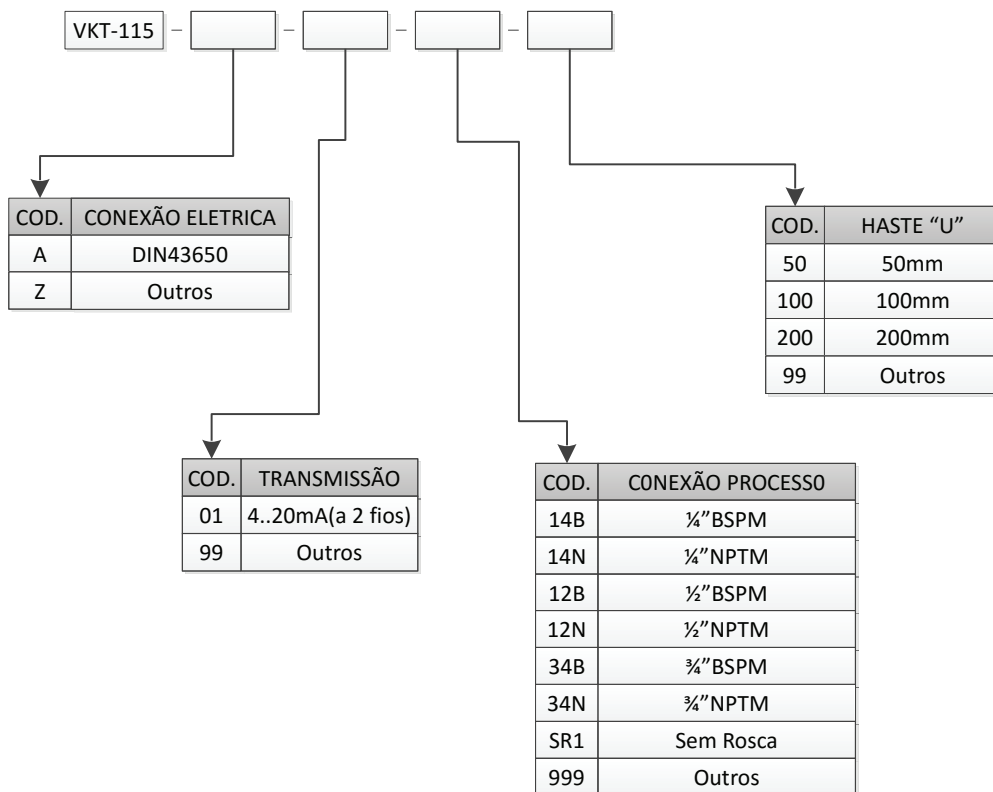 VKT-115 – – – –
COD. CONEXÃO ELETRICA
A DIN43650
Z Outros
COD. HASTE “U”
50 50mm
100 100mm
200 200mm
99 Outros
COD. TRANSMISSÃO
01 4..20mA(a 2 fios)
99 Outros
COD. C0NEXÃO PROCESS0
14B ¼”BSPM
14N ¼”NPTM
12B ½”BSPM
12N ½”NPTM
34B ¾”BSPM
34N ¾”NPTM
SR1 Sem Rosca
999 Outros